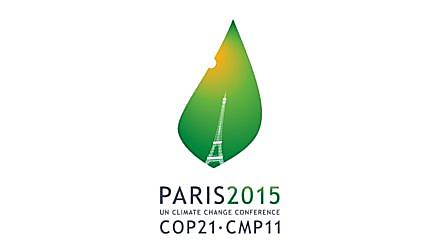 PARIS2015
UN CLIMATE CHANGE CONFERENCE
COP21·CMP11